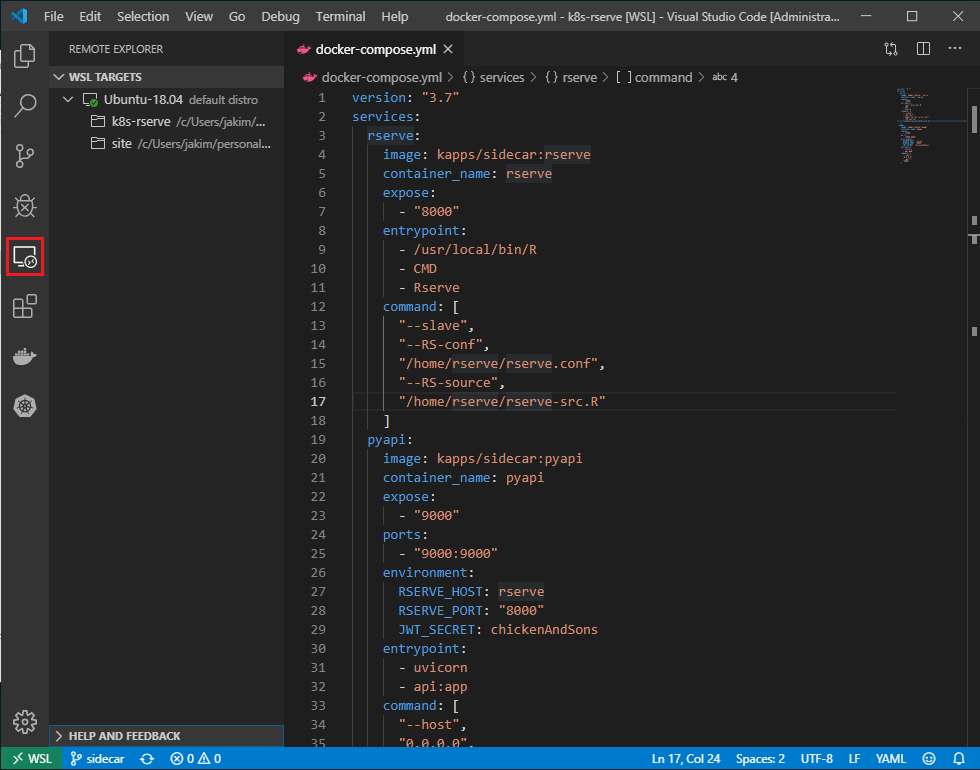 File Edit Selection View Go Debug Terminal Help docker-compose.yml - k8s-rserve [WSL] - Visual Studio Code [Administra...
REMOTE EXPLORER
WSL TARGETS
Ubuntu-18.04 default distro
k8s-rserve /c/Users/jakim/...
site /c/Users/jakim/personal...
HELP AND FEEDBACK
docker-compose.yml
docker-compose.yml > {} services > {} rserve > [ ] command > abc 4
1 version: "3.7"
2 services:
3 rserve:
4 image: kapps/sidecar:rserve
5 container_name: rserve
6 expose:
7 - "8000"
8 entrypoint:
9 - /usr/local/bin/R
10 - CMD
11 - Rserve
12 command: [
13 "--slave",
14 "--RS-conf",
15 "/home/rserve/rserve.conf",
16 "--RS-source",
17 "/home/rserve/rserve-src.R"
18 ]
19 pyapi:
20 image: kapps/sidecar:pyapi
21 container_name: pyapi
22 expose:
23 - "9000"
24 ports:
25 - "9000:9000"
26 environment:
27 RSERVE_HOST: rserve
28 RSERVE_PORT: "8000"
29 JWT_SECRET: chickenAndSons
30 entrypoint:
31 - uvicorn
32 - api:app
33 command: [
34 "--host",
35 "0.0.0.0",
WSL sidecar 0 0 Ln 17, Col 24 Spaces: 2 UTF-8 LF YAML